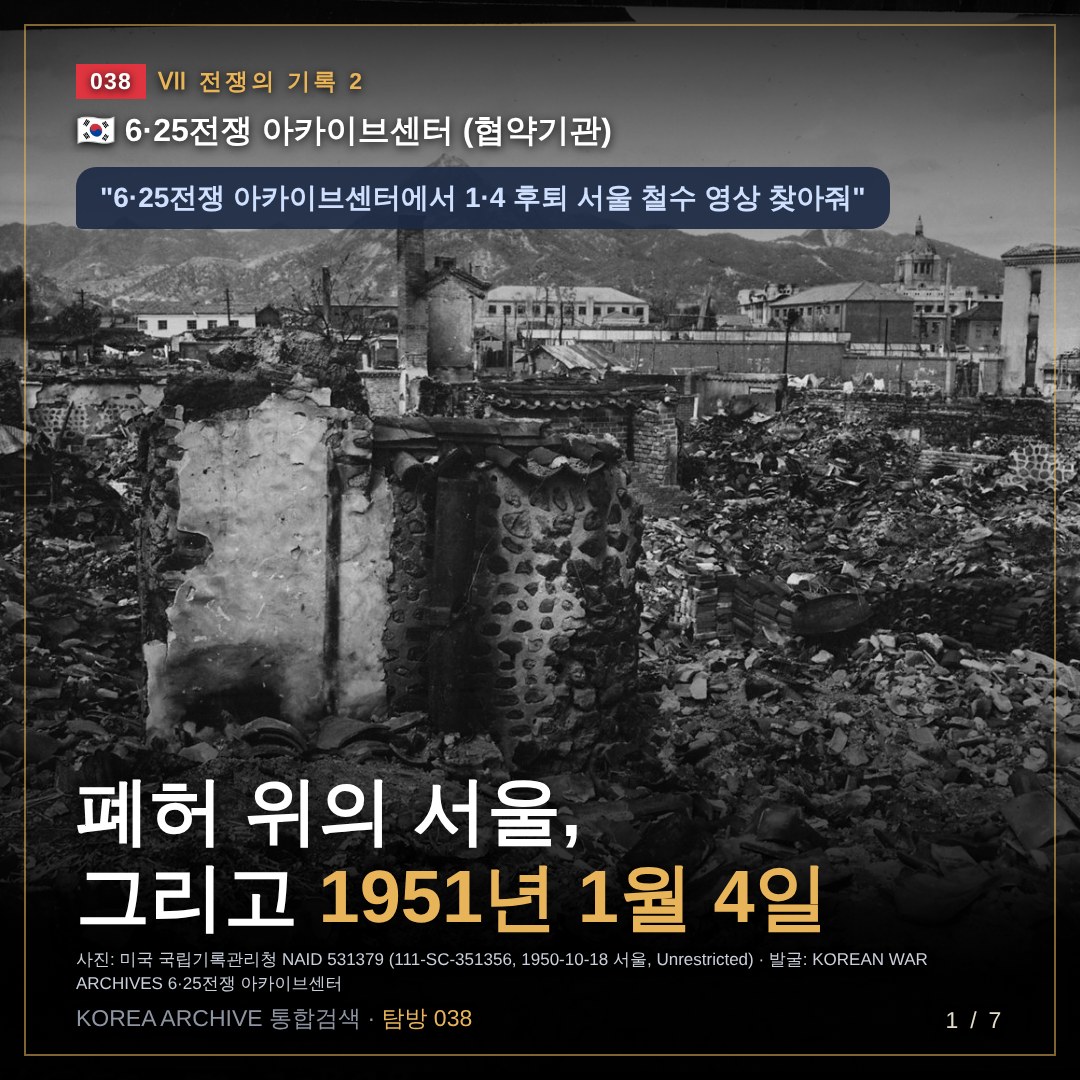 038 Ⅶ 전쟁의 기록 2
🇰🇷 6·25전쟁 아카이브센터 (협약기관)
"6·25전쟁 아카이브센터에서 1·4 후퇴 서울 철수 영상 찾아줘"
폐허 위의 서울,
그리고 1951년 1월 4일
사진: 미국 국립기록관리청 NAID 531379 (111-SC-351356, 1950-10-18 서울, Unrestricted) · 발굴: KOREAN WAR
ARCHIVES 6·25전쟁 아카이브센터
KOREA ARCHIVE 통합검색 · 탐방 038
1 / 7